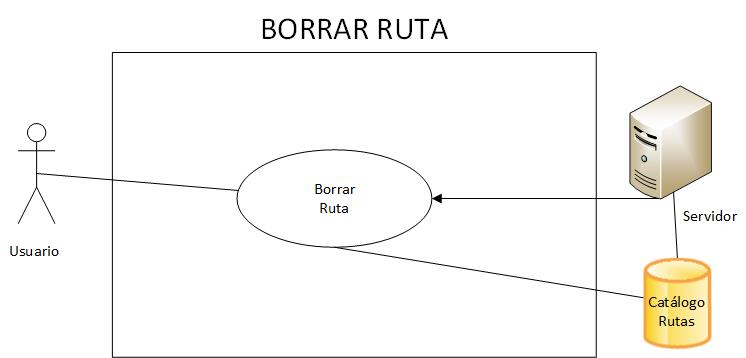 BORRAR RUTA
Borrar
Ruta
Usuario
Servidor
Catálogo
Rutas